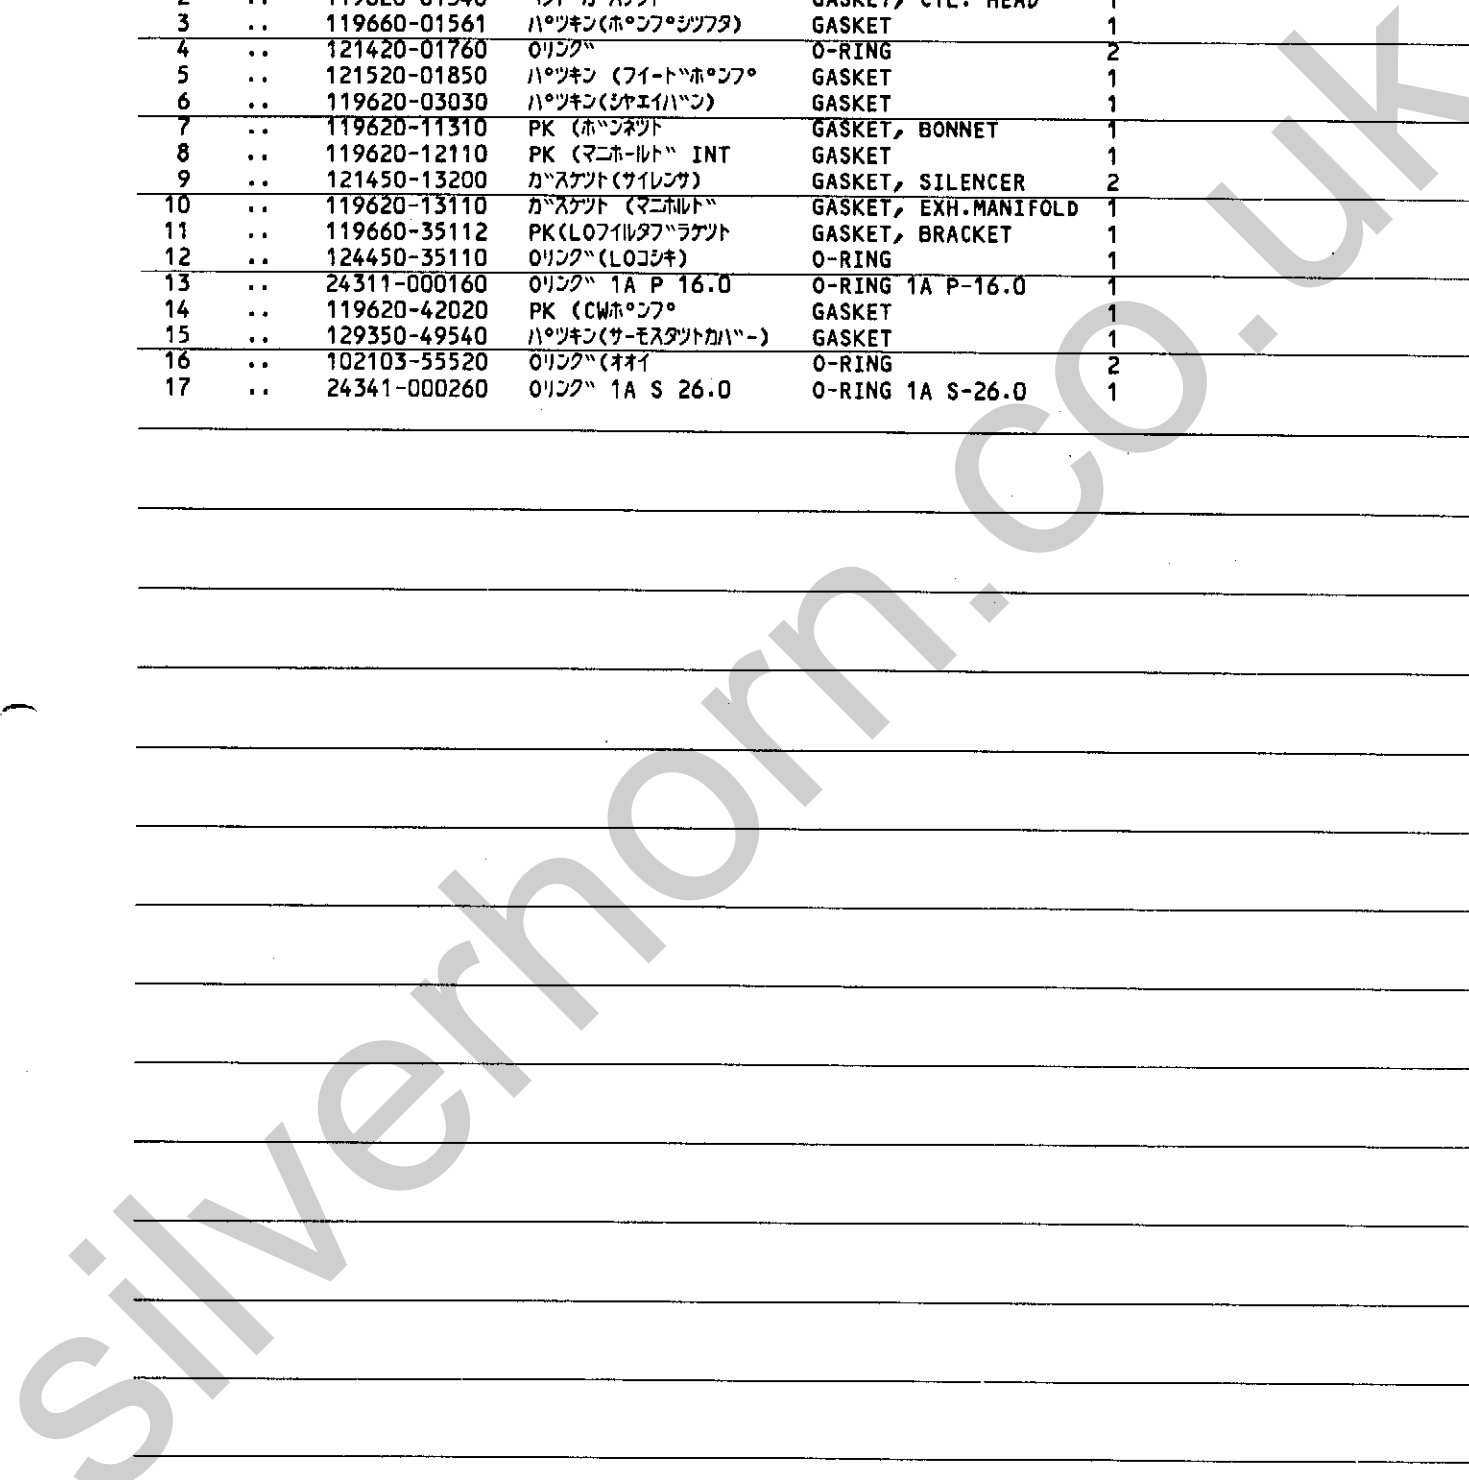 3 .. 119660-01561 ﾊﾟﾂｷﾝ(ﾎﾟﾝﾌﾟｼﾂﾌﾀ) GASKET 1
4 .. 121420-01760 Oﾘﾝｸﾞ O-RING 2
5 .. 121520-01850 ﾊﾟﾂｷﾝ (ﾌｲｰﾄﾞﾎﾟﾝﾌﾟ GASKET 1
6 .. 119620-03030 ﾊﾟﾂｷﾝ(ｼﾔｴｲﾊﾞﾝ) GASKET 1
7 .. 119620-11310 PK (ﾎﾞﾝﾈﾂﾄ GASKET, BONNET 1
8 .. 119620-12110 PK (ﾏﾆﾎｰﾙﾄﾞ INT GASKET 1
9 .. 121450-13200 ｶﾞｽｹﾂﾄ(ｻｲﾚﾝｻ) GASKET, SILENCER 2
10 .. 119620-13110 ｶﾞｽｹﾂﾄ (ﾏﾆﾎﾙﾄﾞ GASKET, EXH.MANIFOLD 1
11 .. 119660-35112 PK(LOﾌｲﾙﾀﾌﾞﾗｹﾂﾄ GASKET, BRACKET 1
12 .. 124450-35110 Oﾘﾝｸﾞ(LOｺｼｷ) O-RING 1
13 .. 24311-000160 Oﾘﾝｸﾞ 1A P 16.0 O-RING 1A P-16.0 1
14 .. 119620-42020 PK (CWﾎﾟﾝﾌﾟ GASKET 1
15 .. 129350-49540 ﾊﾟﾂｷﾝ(ｻｰﾓｽﾀﾂﾄｶﾊﾞｰ) GASKET 1
16 .. 102103-55520 Oﾘﾝｸﾞ(ｵｵｲ O-RING 2
17 .. 24341-000260 Oﾘﾝｸﾞ 1A S 26.0 O-RING 1A S-26.0 1
silverhorn.co.uk